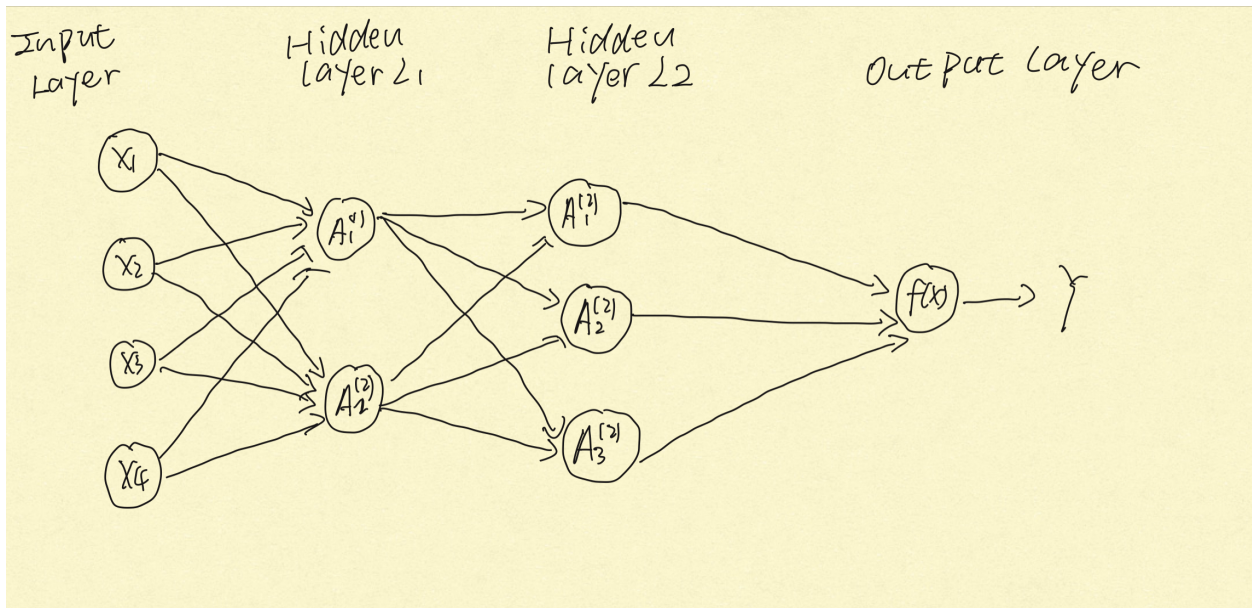 Input
Layer
Hidden
Layer L1
Hidden
Layer L2
Output Layer
X1
X2
X3
X4
A1(1)
A2(2)
A1(2)
A2(2)
A3(2)
f(x)
Y